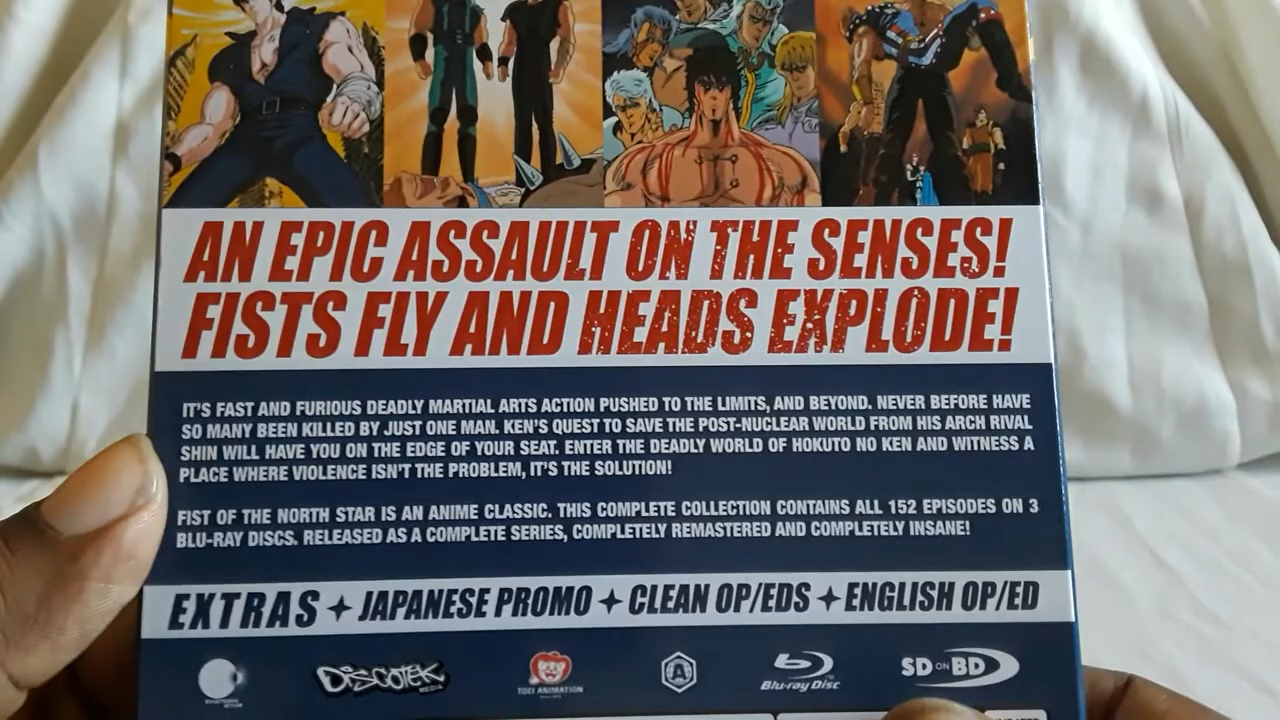 AN EPIC ASSAULT ON THE SENSES!
FISTS FLY AND HEADS EXPLODE!
IT'S FAST AND FURIOUS DEADLY MARTIAL ARTS ACTION PUSHED TO THE LIMITS, AND BEYOND. NEVER BEFORE HAVE
SO MANY BEEN KILLED BY JUST ONE MAN. KEN'S QUEST TO SAVE THE POST-NUCLEAR WORLD FROM HIS ARCH RIVAL
SHIN WILL HAVE YOU ON THE EDGE OF YOUR SEAT. ENTER THE DEADLY WORLD OF HOKUTO NO KEN AND WITNESS A
PLACE WHERE VIOLENCE ISN'T THE PROBLEM, IT'S THE SOLUTION!
FIST OF THE NORTH STAR IS AN ANIME CLASSIC. THIS COMPLETE COLLECTION CONTAINS ALL 152 EPISODES ON 3
BLU-RAY DISCS. RELEASED AS A COMPLETE SERIES, COMPLETELY REMASTERED AND COMPLETELY INSANE!
EXTRAS ✦ JAPANESE PROMO ✦ CLEAN OP/EDS ✦ ENGLISH OP/ED
DISCOTEK MEDIA
TOEI ANIMATION
A
Blu-ray Disc™
SD ON BD